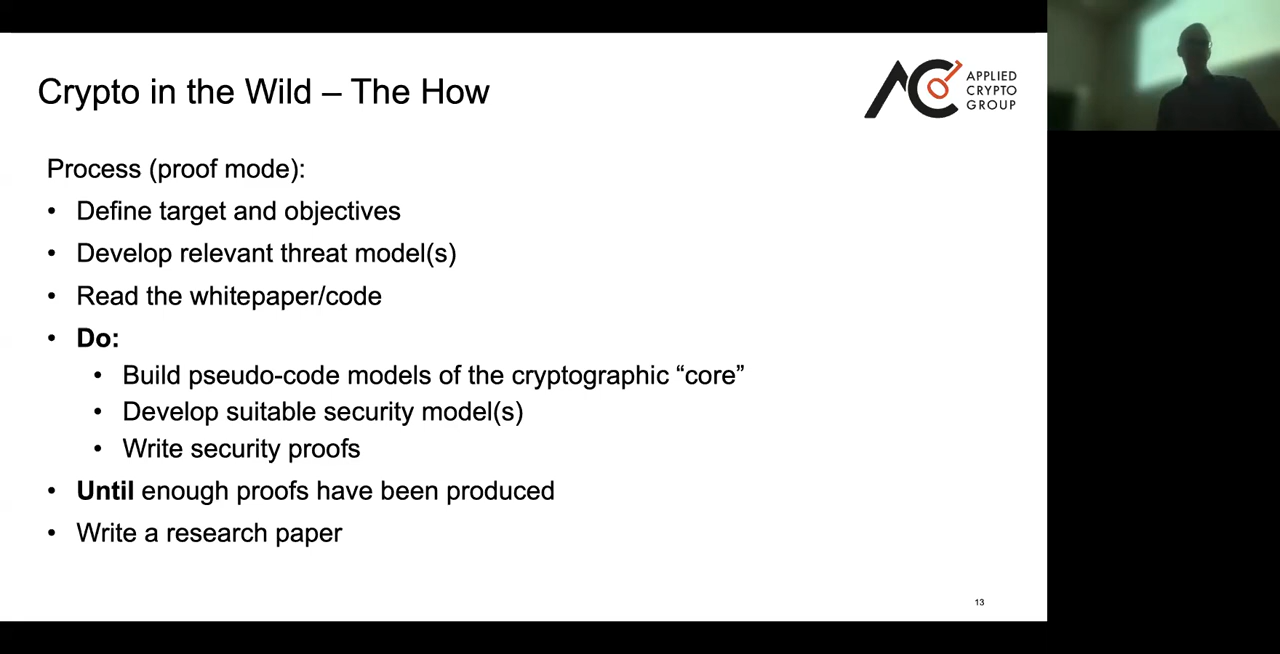 Crypto in the Wild – The How
APPLIED
CRYPTO
GROUP
Process (proof mode):
• Define target and objectives
• Develop relevant threat model(s)
• Read the whitepaper/code
• Do:
• Build pseudo-code models of the cryptographic “core”
• Develop suitable security model(s)
• Write security proofs
• Until enough proofs have been produced
• Write a research paper
13